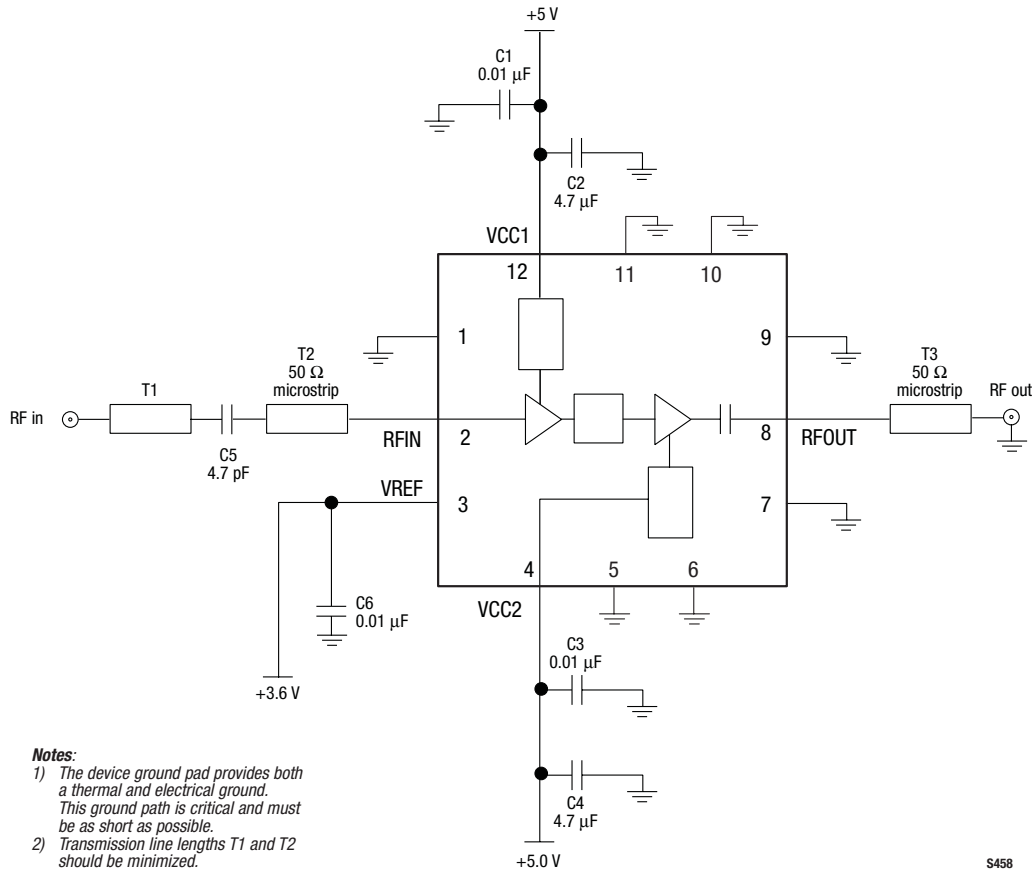 +5 V
C1
0.01 μF
C2
4.7 μF
VCC1
12
11
10
1
9
T2
50 Ω
microstrip
T3
50 Ω
microstrip
T1
RF in
RF out
RFIN
2
8
RFOUT
C5
4.7 pF
VREF
3
7
4
5
6
VCC2
C6
0.01 μF
C3
0.01 μF
+3.6 V
C4
4.7 μF
+5.0 V
Notes:
1) The device ground pad provides both
a thermal and electrical ground.
This ground path is critical and must
be as short as possible.
2) Transmission line lengths T1 and T2
should be minimized.
S458